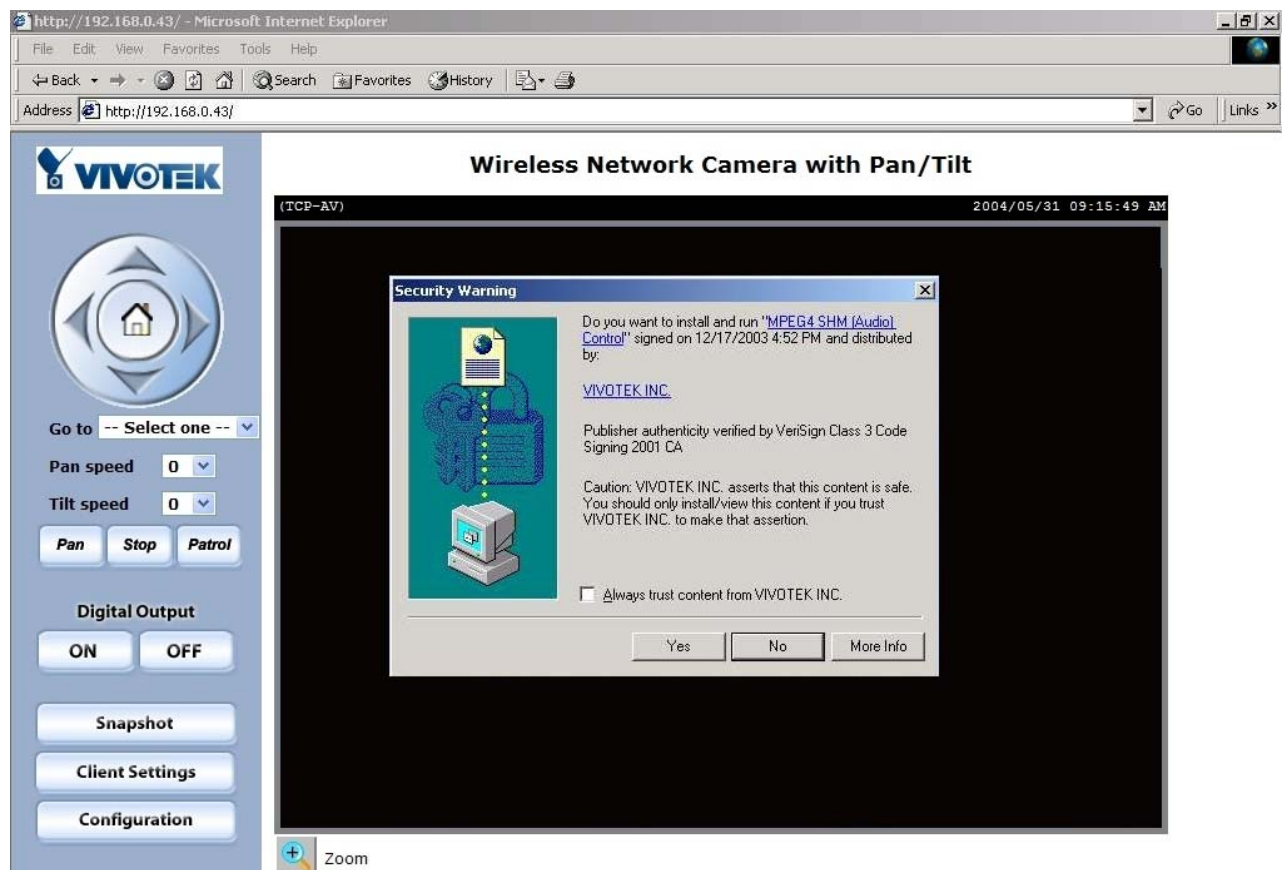 http://192.168.0.43/ - Microsoft Internet Explorer
File Edit View Favorites Tools Help
Back Search Favorites History
Address http://192.168.0.43/ Go Links »
VIVOTEK
Wireless Network Camera with Pan/Tilt
(TCP-AV) 2004/05/31 09:15:49 AM
Security Warning
Do you want to install and run "MPEG4 SHM (Audio)
Control" signed on 12/17/2003 4:52 PM and distributed
by:
VIVOTEK INC.
Publisher authenticity verified by VeriSign Class 3 Code
Signing 2001 CA
Caution: VIVOTEK INC. asserts that this content is safe.
You should only install/view this content if you trust
VIVOTEK INC. to make that assertion.
Always trust content from VIVOTEK INC.
Yes No More Info
Go to -- Select one --
Pan speed 0
Tilt speed 0
Pan Stop Patrol
Digital Output
ON OFF
Snapshot
Client Settings
Configuration
Zoom